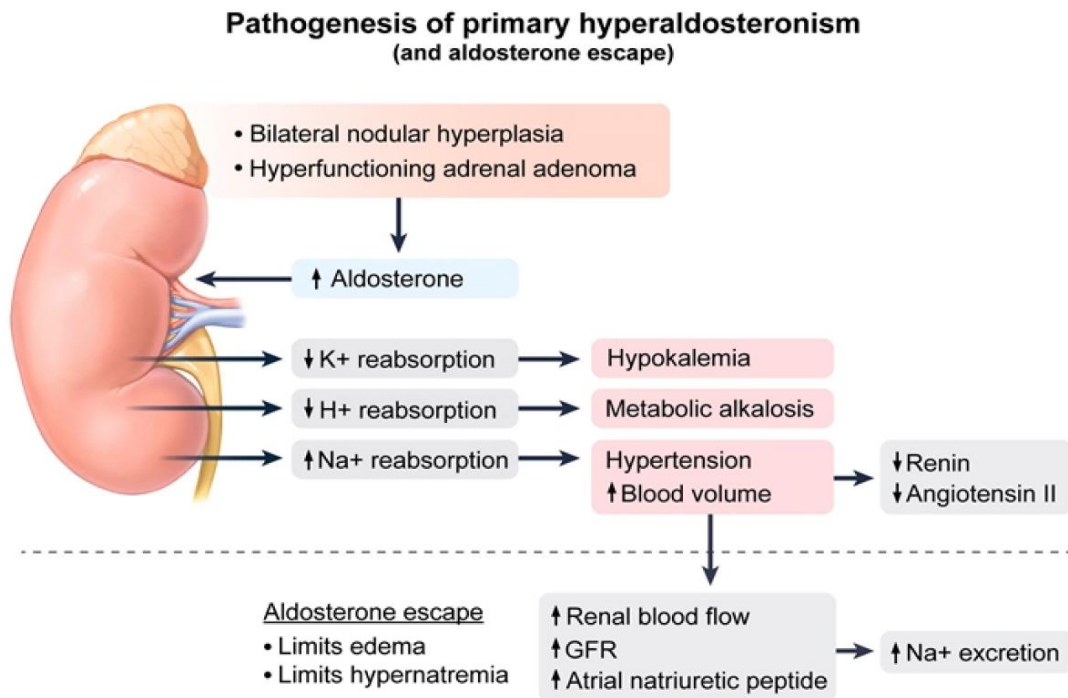 Pathogenesis of primary hyperaldosteronism
(and aldosterone escape)
• Bilateral nodular hyperplasia
• Hyperfunctioning adrenal adenoma
↑ Aldosterone
↓ K+ reabsorption
Hypokalemia
↓ H+ reabsorption
Metabolic alkalosis
↑ Na+ reabsorption
Hypertension
↑ Blood volume
↓ Renin
↓ Angiotensin II
Aldosterone escape
• Limits edema
• Limits hypernatremia
↑ Renal blood flow
↑ GFR
↑ Atrial natriuretic peptide
↑ Na+ excretion